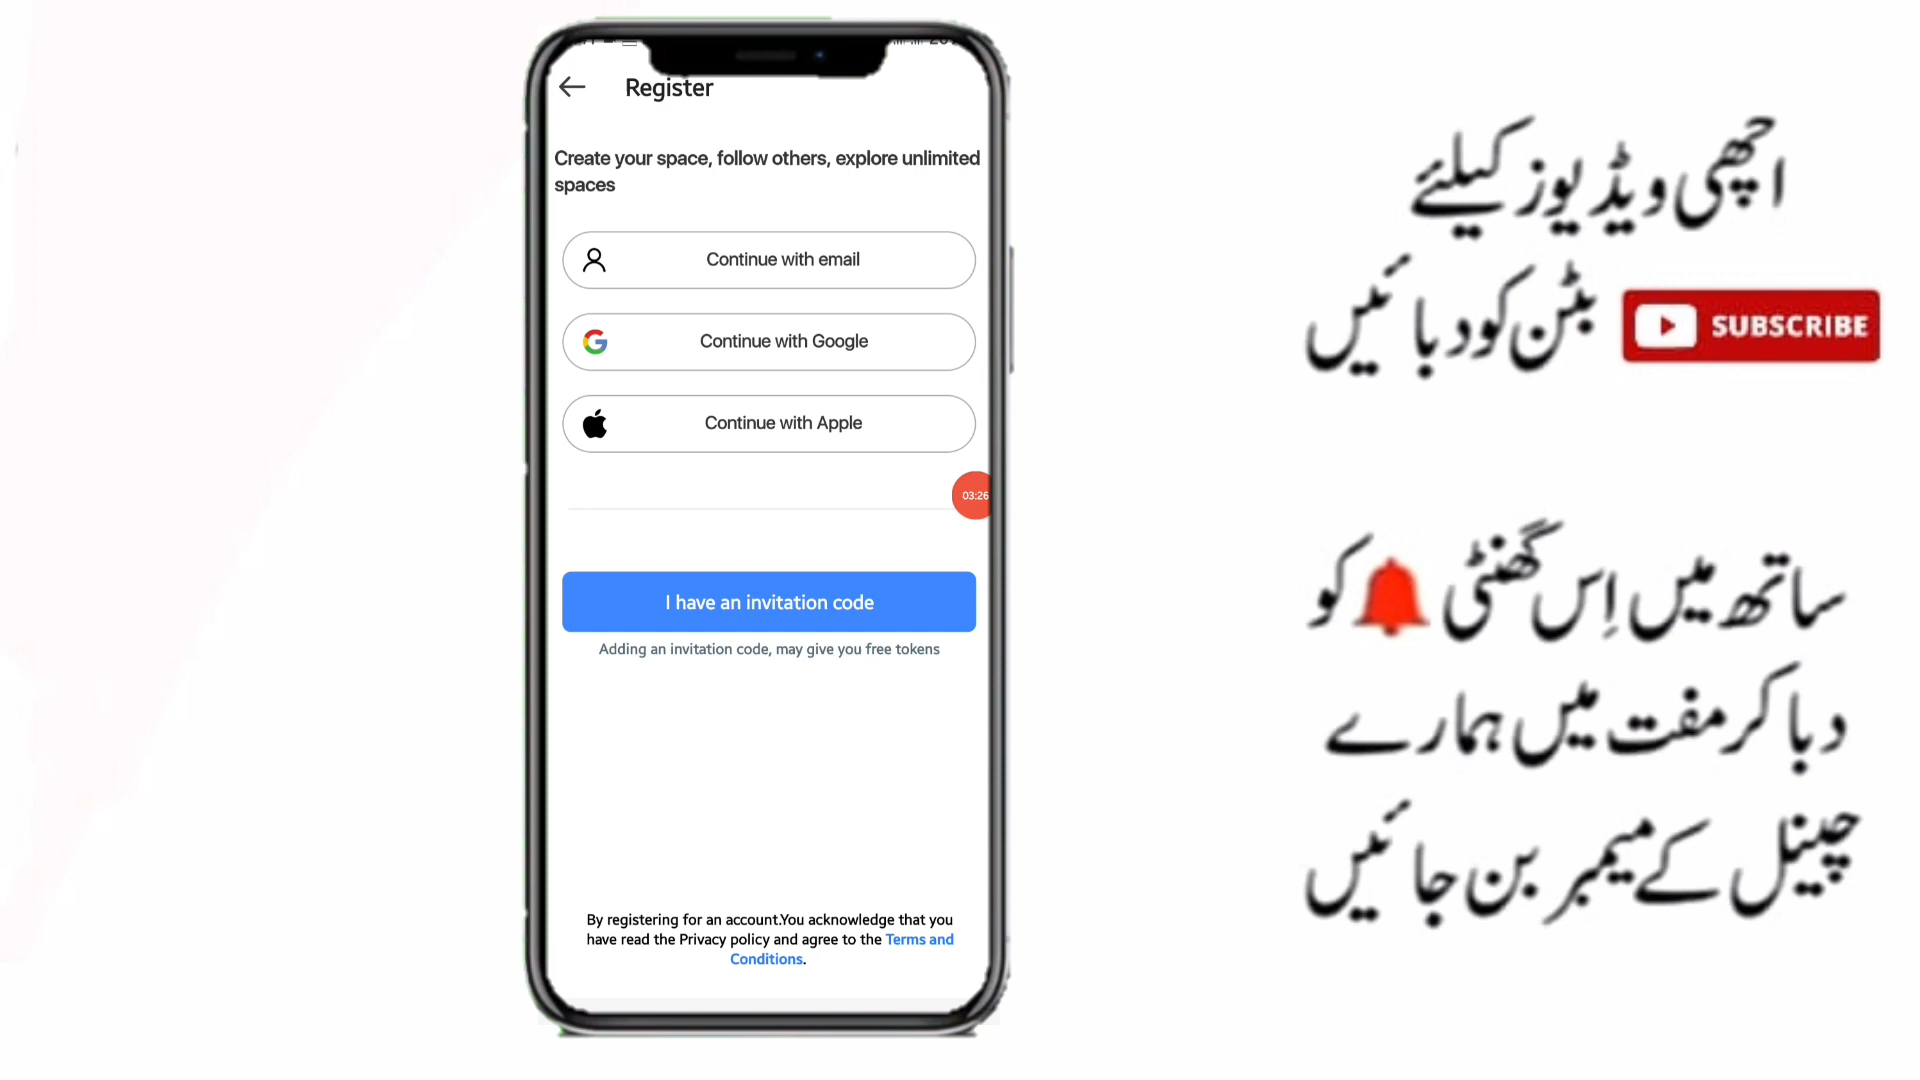 Register
Create your space, follow others, explore unlimited
spaces
Continue with email
Continue with Google
Continue with Apple
03:26
I have an invitation code
Adding an invitation code, may give you free tokens
By registering for an account.You acknowledge that you
have read the Privacy policy and agree to the Terms and
Conditions.
اچھی ویڈیوز کیلئے
SUBSCRIBE بٹن کو دبائیں
ساتھ میں اِس گھنٹی کو
دبا کر مفت میں ہمارے
چینل کے میمبر بن جائیں